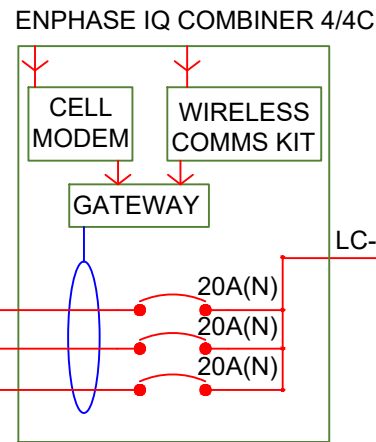 ENPHASE IQ COMBINER 4/4C
CELL
MODEM
WIRELESS
COMMS KIT
GATEWAY
LC-
20A(N)
20A(N)
20A(N)